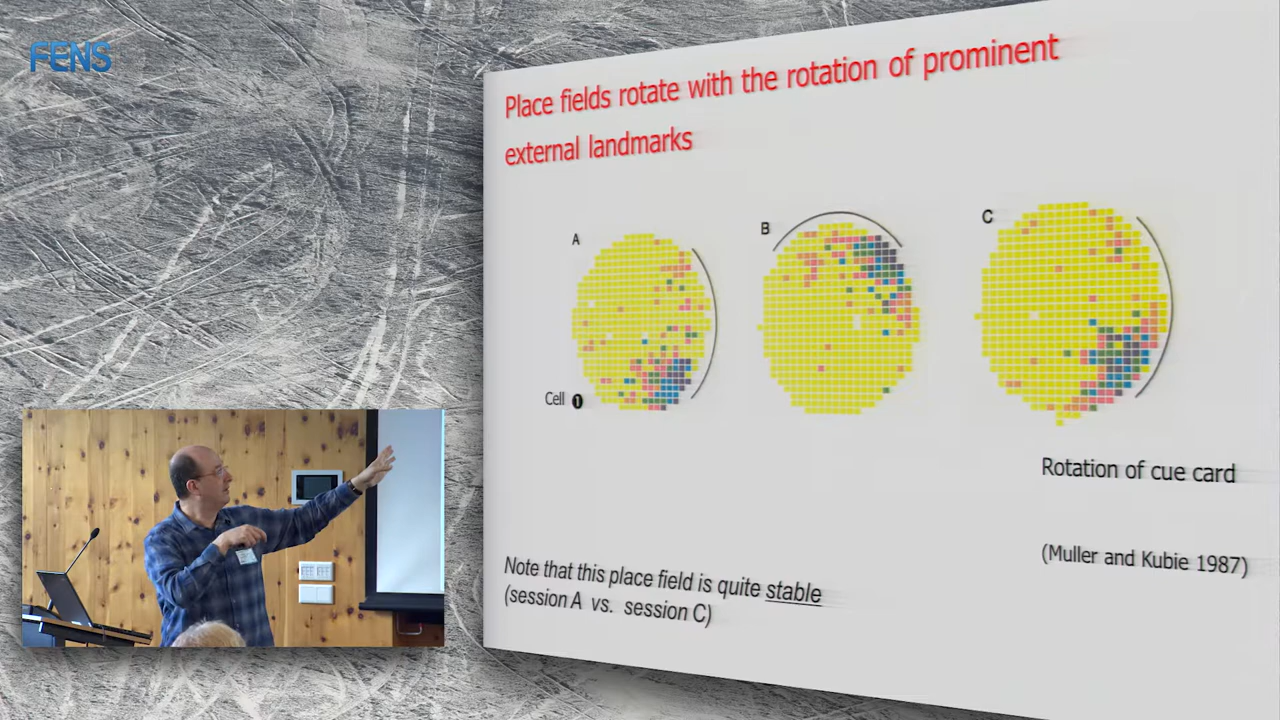 FENS
Place fields rotate with the rotation of prominent
external landmarks
A
B
C
Cell 1
Rotation of cue card
(Muller and Kubie 1987)
Note that this place field is quite stable
(session A vs. session C)